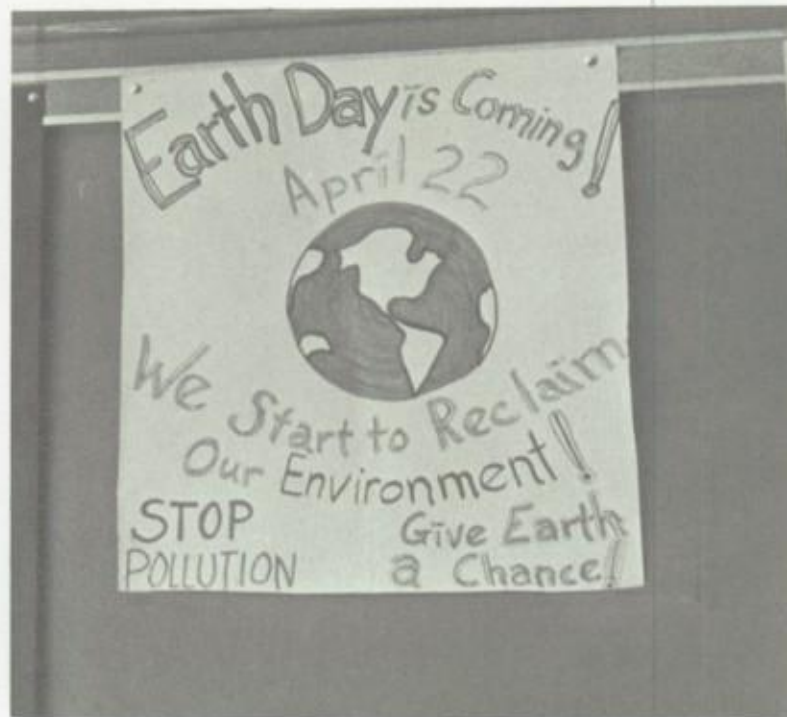 Earth Day is Coming!
April 22
We Start to Reclaim
Our Environment!
STOP
POLLUTION
Give Earth
a Chance!